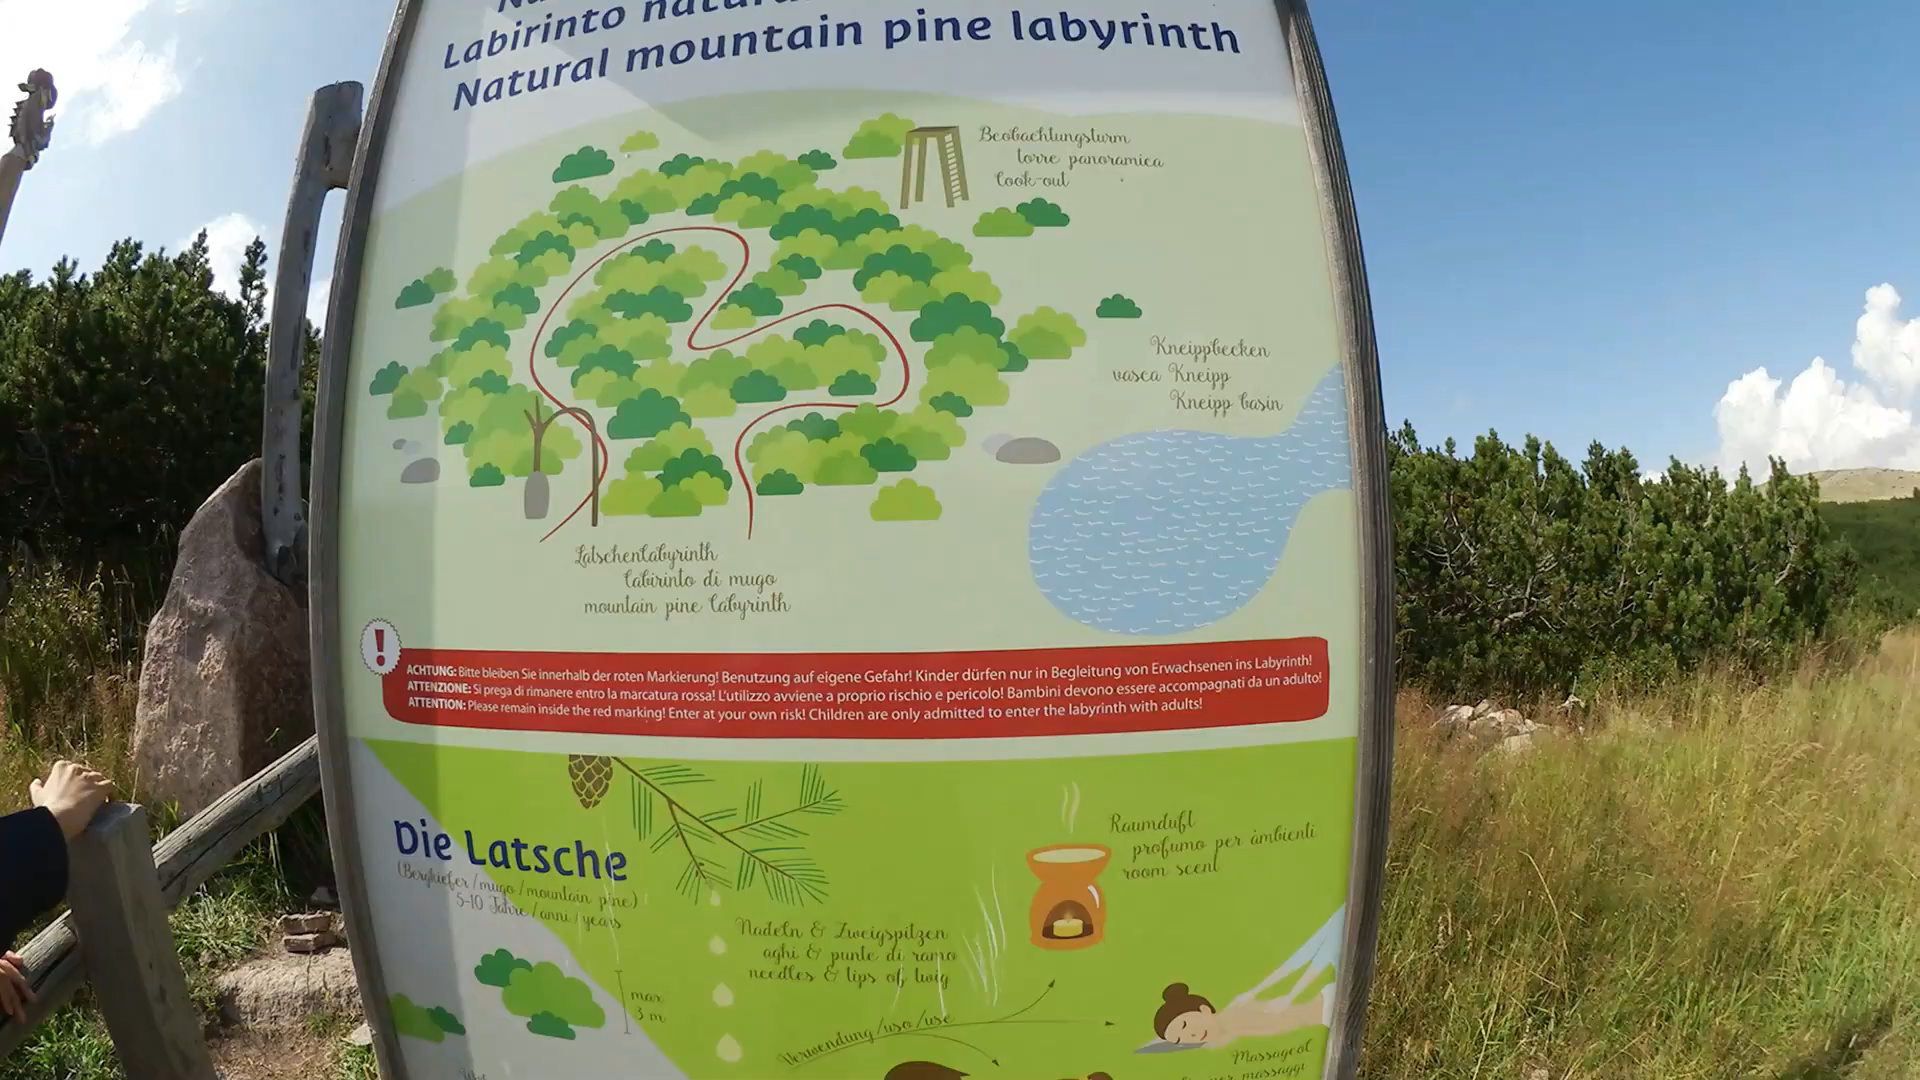 Labirinto
Natural mountain pine labyrinth
Beobachtungsturm
torre panoramica
look-out
Kneippbecken
vasca Kneipp
Kneipp basin
Latschenlabyrinth
labirinto di mugo
mountain pine labyrinth
!
ACHTUNG: Bitte bleiben Sie innerhalb der roten Markierung! Benutzung auf eigene Gefahr! Kinder dürfen nur in Begleitung von Erwachsenen ins Labyrinth!
ATTENZIONE: Si prega di rimanere entro la marcatura rossa! L'utilizzo avviene a proprio rischio e pericolo! Bambini devono essere accompagnati da un adulto!
ATTENTION: Please remain inside the red marking! Enter at your own risk! Children are only admitted to enter the labyrinth with adults!
Die Latsche
(Bergkiefer / mugo / mountain pine)
5-10 Jahre / anni / years
max
3 m
Nadeln & Zweigspitzen
aghi & punte di ramo
needles & tips of twig
Raumduft
profumo per ambienti
room scent
Verwendung / uso / use
Massageöl
massaggi